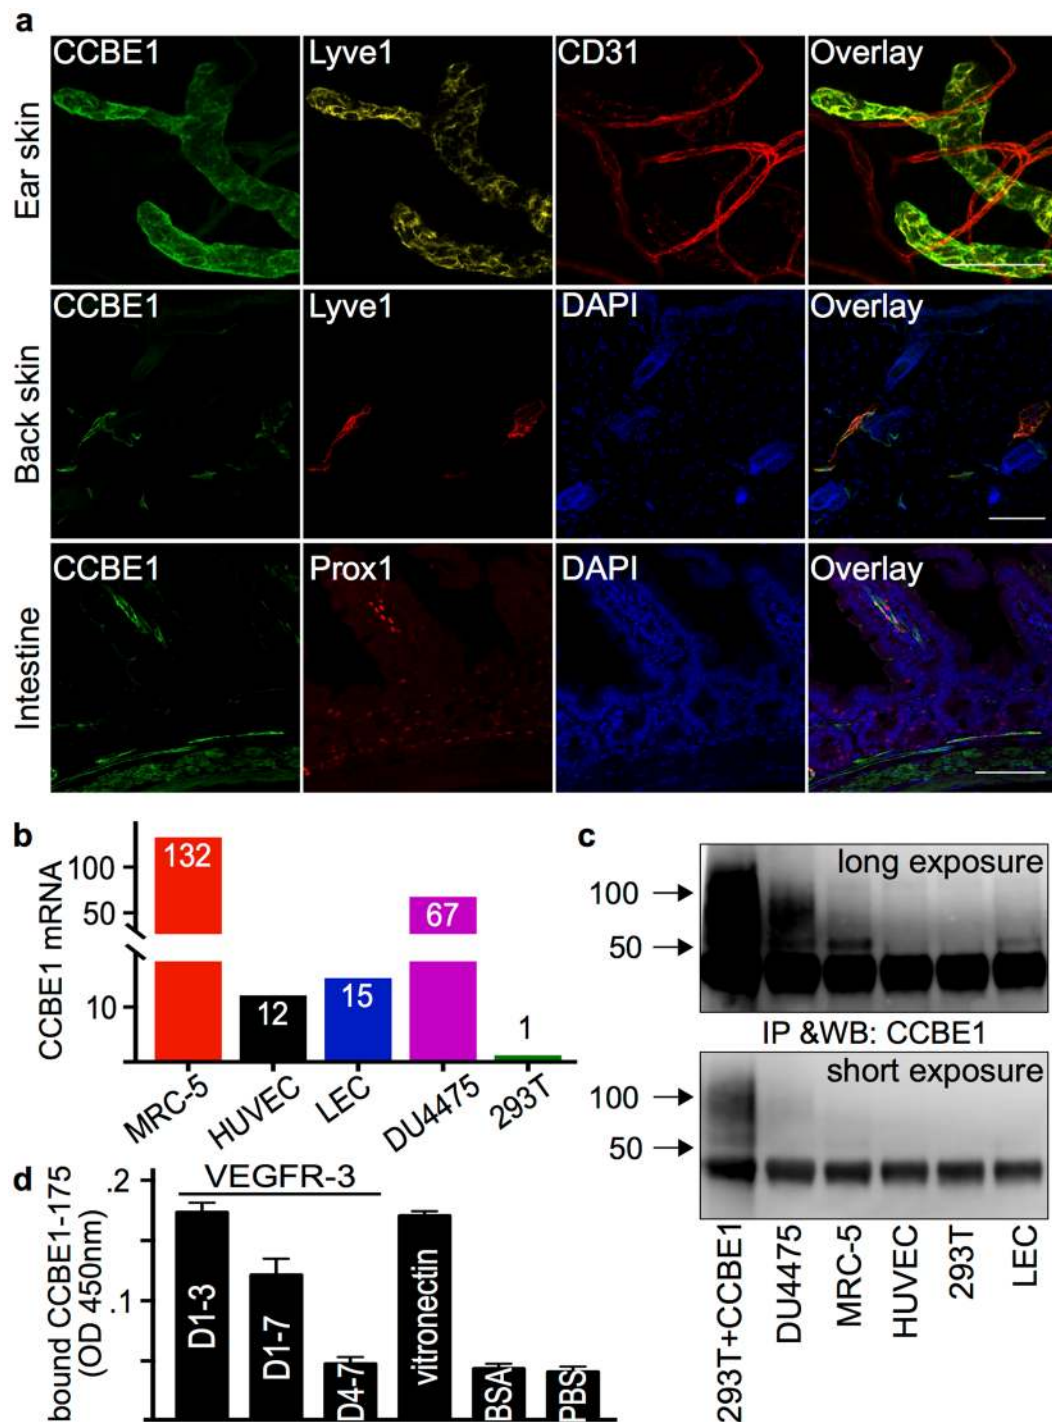 a
CCBE1 Lyve1 CD31 Overlay
Ear skin
CCBE1 Lyve1 DAPI Overlay
Back skin
CCBE1 Prox1 DAPI Overlay
Intestine
b
CCBE1 mRNA
100
50
10
132
12
15
67
1
MRC-5 HUVEC LEC DU4475 293T
c
long exposure
100
50
IP &WB: CCBE1
short exposure
100
50
293T+CCBE1 DU4475 MRC-5 HUVEC 293T LEC
d
VEGFR-3
bound CCBE1-175
(OD 450nm)
.2
.1
D1-3 D1-7 D4-7 vitronectin BSA PBS